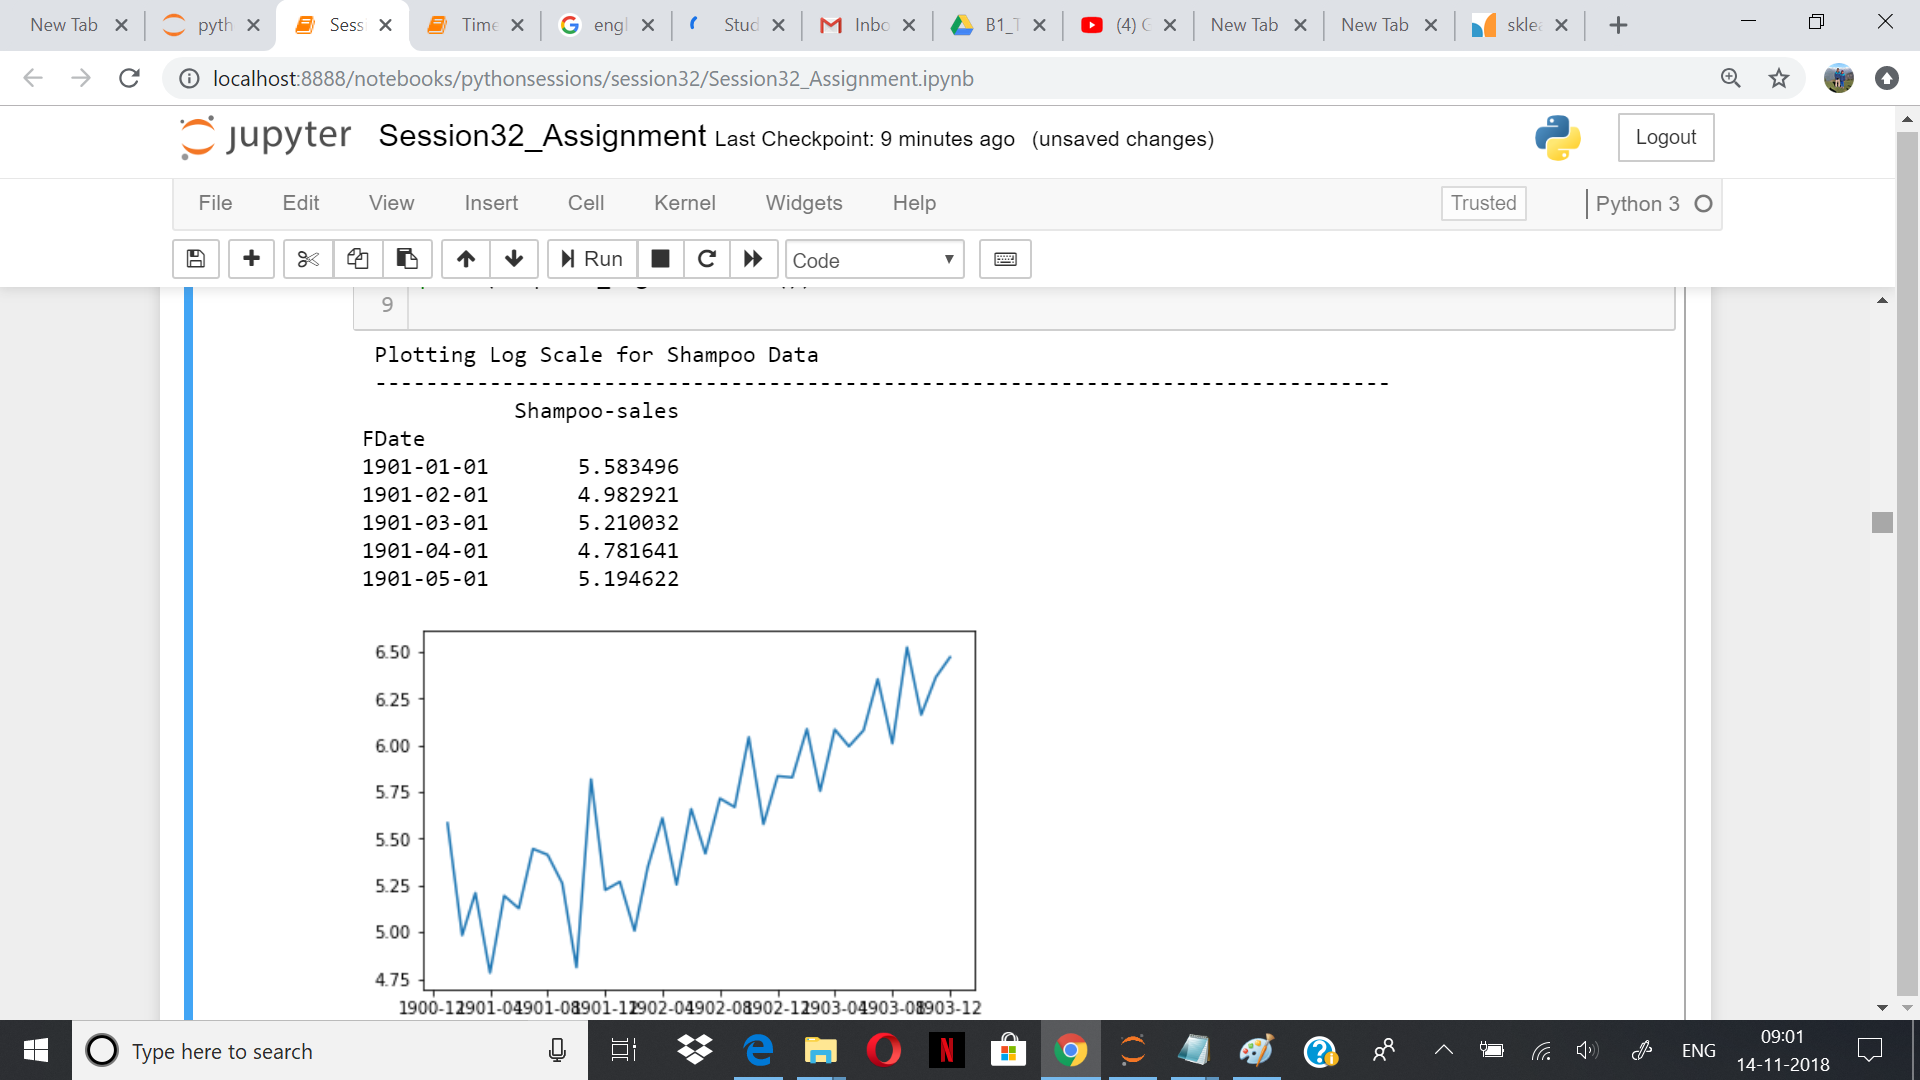 New Tab pyth Sess Time engl Stud Inbo B1_T (4) G New Tab New Tab sklea
localhost:8888/notebooks/pythonsessions/session32/Session32_Assignment.ipynb
jupyter Session32_Assignment Last Checkpoint: 9 minutes ago (unsaved changes) Logout
File Edit View Insert Cell Kernel Widgets Help Trusted Python 3
Run Code
9
Plotting Log Scale for Shampoo Data
--------------------------------------------------------------------------------
Shampoo-sales
FDate
1901-01-01 5.583496
1901-02-01 4.982921
1901-03-01 5.210032
1901-04-01 4.781641
1901-05-01 5.194622
6.50
6.25
6.00
5.75
5.50
5.25
5.00
4.75
1900-12 1901-04 1901-08 1901-12 1902-04 1902-08 1902-12 1903-04 1903-08 1903-12
Type here to search ENG 09:01
14-11-2018